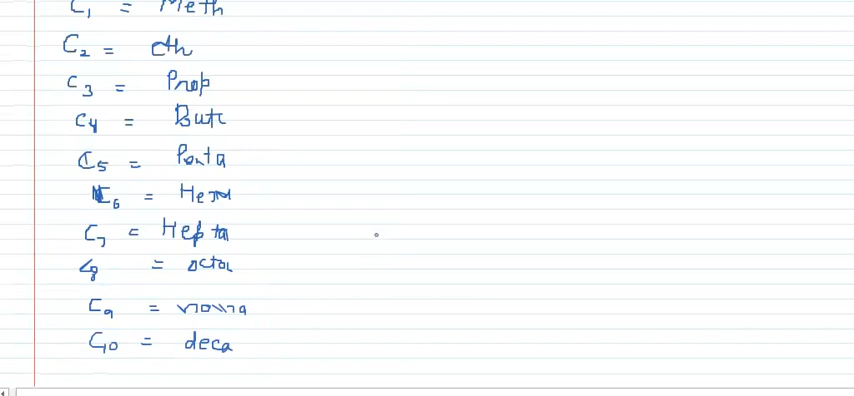 C1 = Meth
C2 = eth
C3 = Prop
C4 = Bute
C5 = Penta
C6 = Hexa
C7 = Hepta
C8 = octa
C9 = nonna
C10 = deca